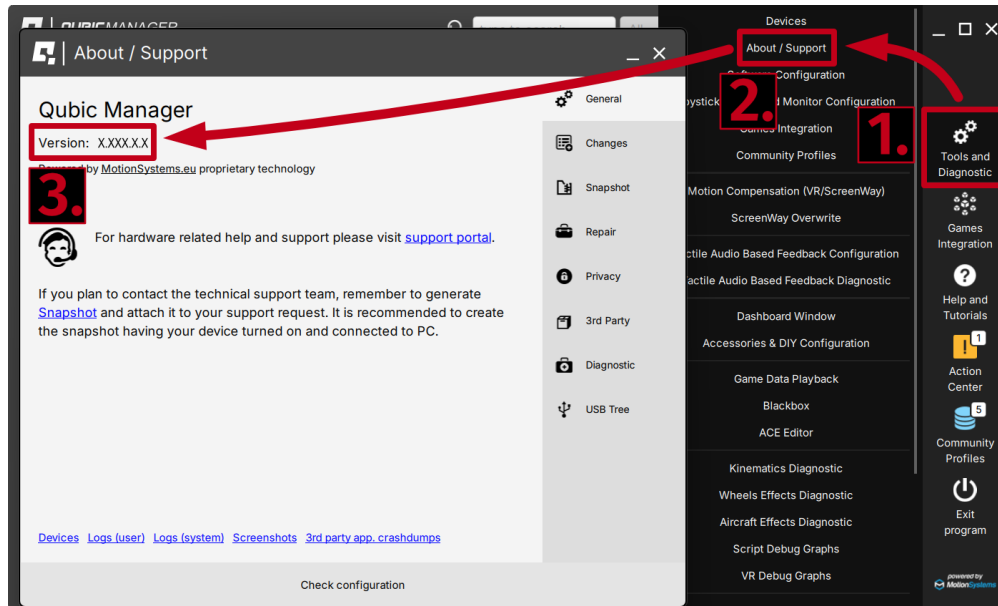 QUBICMANAGER
About / Support
Qubic Manager
Version: X.XXX.X.X
Powered by MotionSystems.eu proprietary technology
3.
For hardware related help and support please visit support portal.
If you plan to contact the technical support team, remember to generate
Snapshot and attach it to your support request. It is recommended to create
the snapshot having your device turned on and connected to PC.
Devices Logs (user) Logs (system) Screenshots 3rd party app. crashdumps
Check configuration
General
Changes
Snapshot
Repair
Privacy
3rd Party
Diagnostic
USB Tree
Devices
About / Support
Configuration
2.
Monitor Configuration
Games Integration
1.
Community Profiles
Motion Compensation (VR/ScreenWay)
ScreenWay Overwrite
Audio Based Feedback Configuration
Audio Based Feedback Diagnostic
Dashboard Window
Accessories & DIY Configuration
Game Data Playback
Blackbox
ACE Editor
Kinematics Diagnostic
Wheels Effects Diagnostic
Aircraft Effects Diagnostic
Script Debug Graphs
VR Debug Graphs
Tools and
Diagnostic
Games
Integration
Help and
Tutorials
1
Action
Center
5
Community
Profiles
Exit
program
powered by
MotionSystems